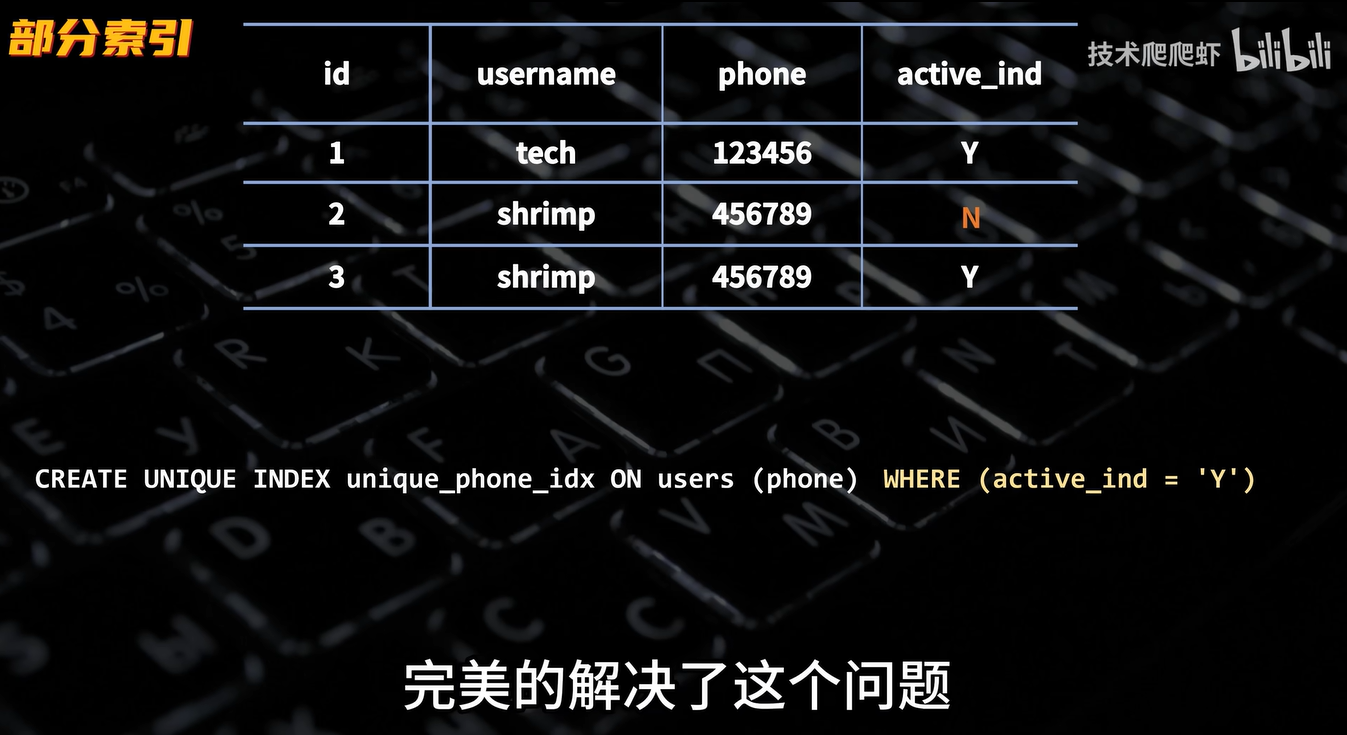 部分索引
技术爬爬虾 bilibili
id username phone active_ind
1 tech 123456 Y
2 shrimp 456789 N
3 shrimp 456789 Y
CREATE UNIQUE INDEX unique_phone_idx ON users (phone) WHERE (active_ind = 'Y')
完美的解决了这个问题